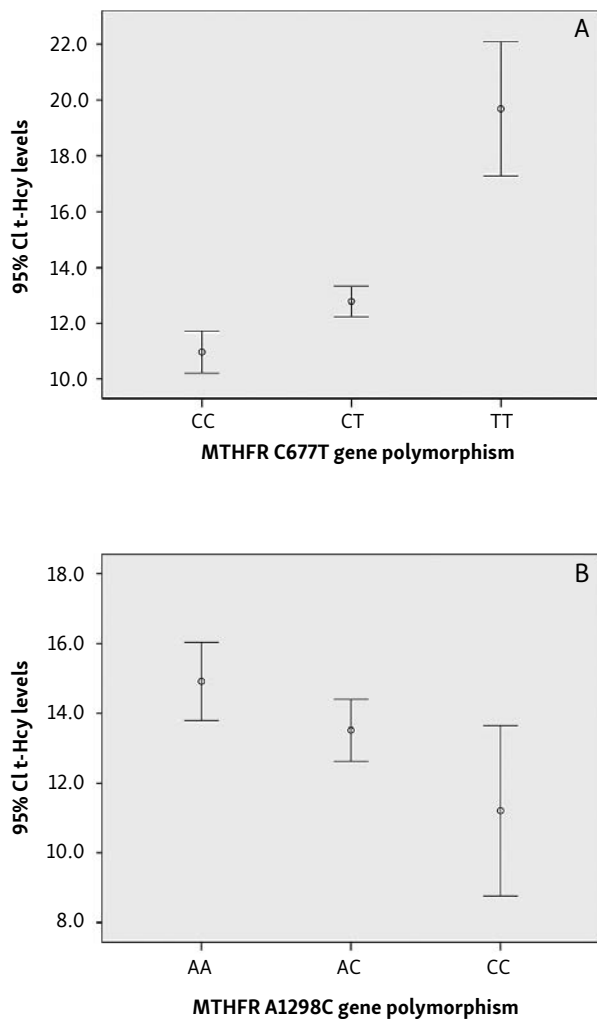 A
22.0
20.0
18.0
16.0
14.0
12.0
10.0
95% Cl t-Hcy levels
CC CT TT
MTHFR C677T gene polymorphism
B
18.0
16.0
14.0
12.0
10.0
8.0
95% Cl t-Hcy levels
AA AC CC
MTHFR A1298C gene polymorphism